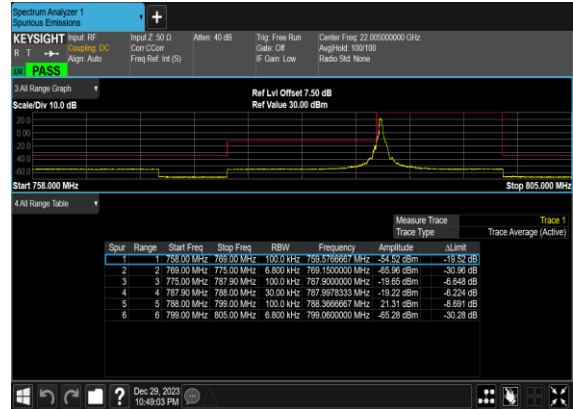 Spectrum Analyzer 1
Spurious Emissions
KEYSIGHT Input: RF Input Z: 50 Ω Atten: 40 dB Trig: Free Run Center Freq: 22.005000000 GHz
R T Coupling: DC Corr CCorr Gate: Off Avg|Hold: 100/100
Align: Auto Freq Ref: Int (S) IF Gain: Low Radio Std: None
PASS
3 All Range Graph Ref Lvl Offset 7.50 dB
Scale/Div 10.0 dB Ref Value 30.00 dBm
20.0
0.00
-20.0
-40.0
-60.0
Start 758.000 MHz Stop 805.000 MHz
4 All Range Table
Measure Trace Trace 1
Trace Type Trace Average (Active)
Spur Range Start Freq Stop Freq RBW Frequency Amplitude ΔLimit
1 1 758.00 MHz 769.00 MHz 100.0 kHz 759.5766667 MHz -54.52 dBm -19.52 dB
2 2 769.00 MHz 775.00 MHz 6.800 kHz 769.1500000 MHz -65.96 dBm -30.96 dB
3 3 775.00 MHz 787.90 MHz 100.0 kHz 787.9000000 MHz -19.65 dBm -6.648 dB
4 4 787.90 MHz 788.00 MHz 30.00 kHz 787.9978333 MHz -19.22 dBm -6.224 dB
5 5 788.00 MHz 799.00 MHz 100.0 kHz 788.3666667 MHz 21.31 dBm -8.691 dB
6 6 799.00 MHz 805.00 MHz 6.800 kHz 799.0600000 MHz -65.28 dBm -30.28 dB
? Dec 29, 2023
10:49:03 PM